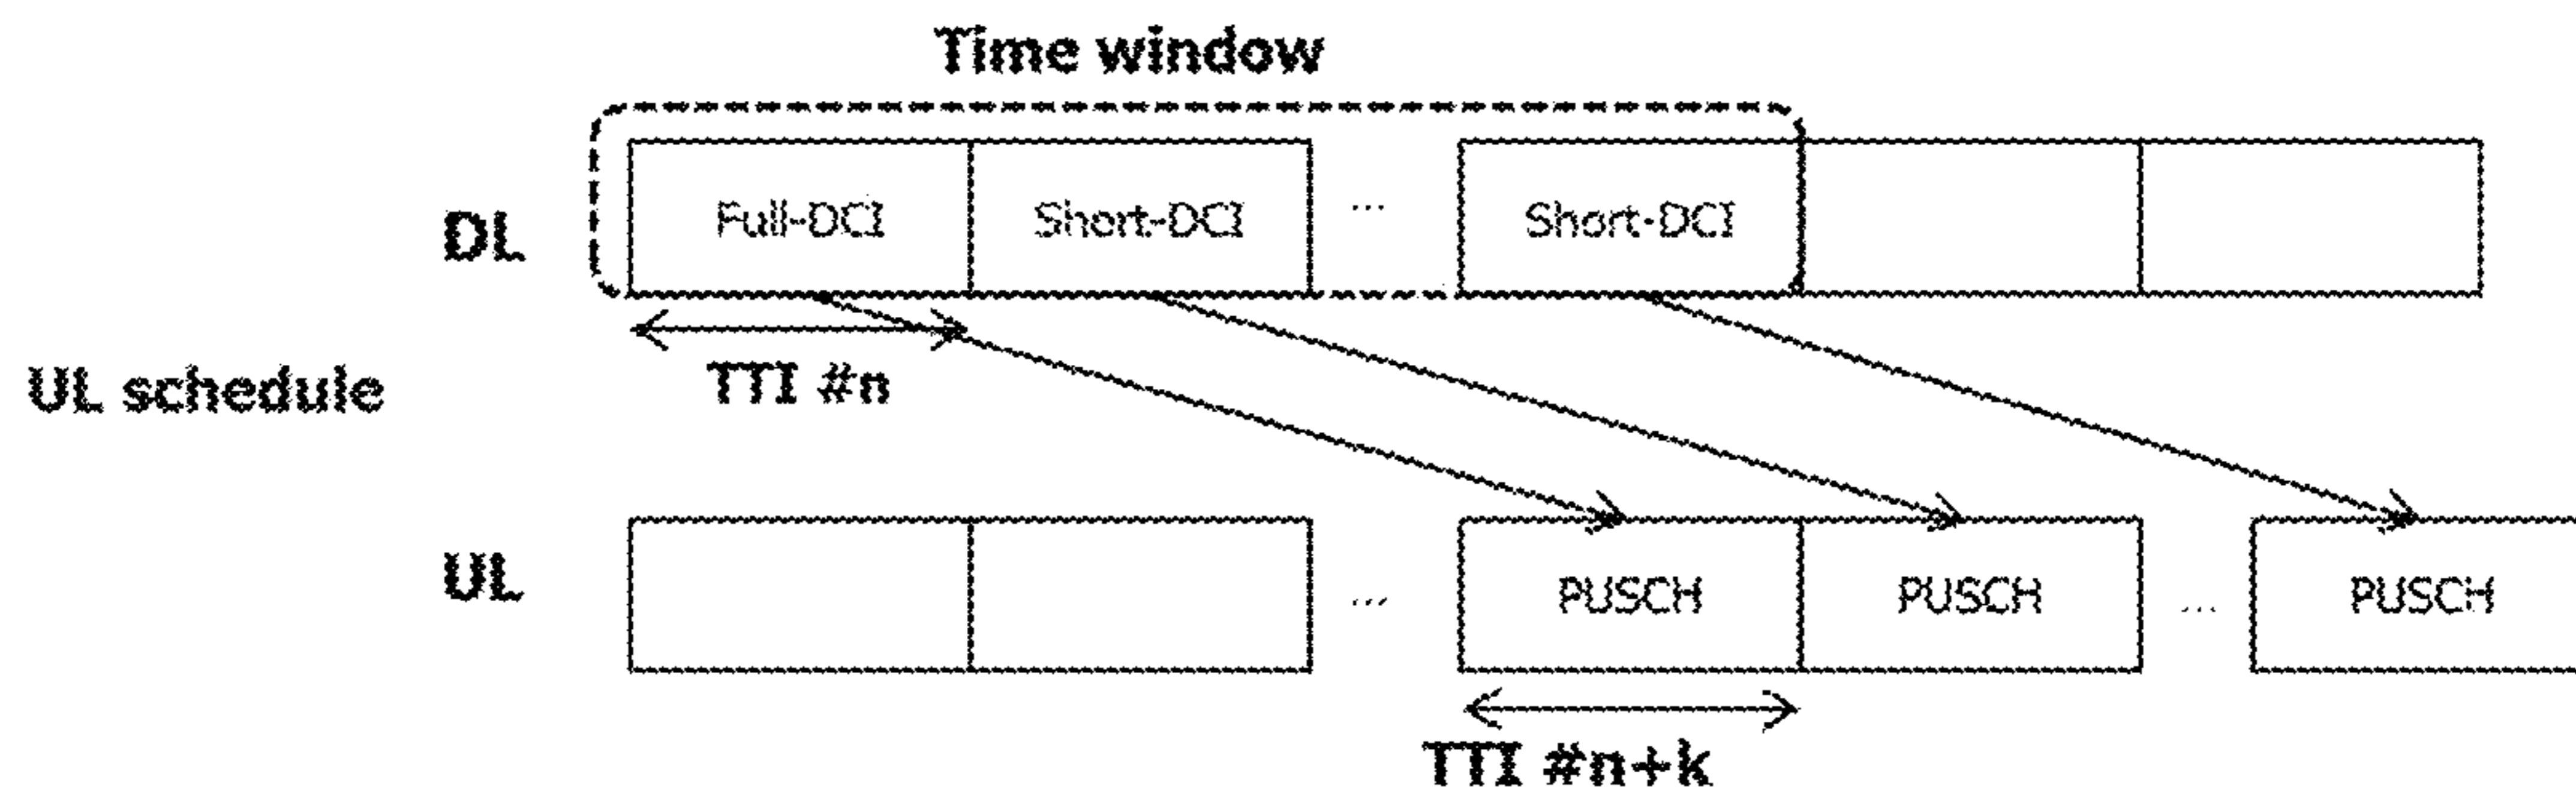 Time window
DL
Full-DCI
Short-DCI
...
Short-DCI
TTI #n
UL schedule
UL
...
PUSCH
PUSCH
...
PUSCH
TTI #n+k